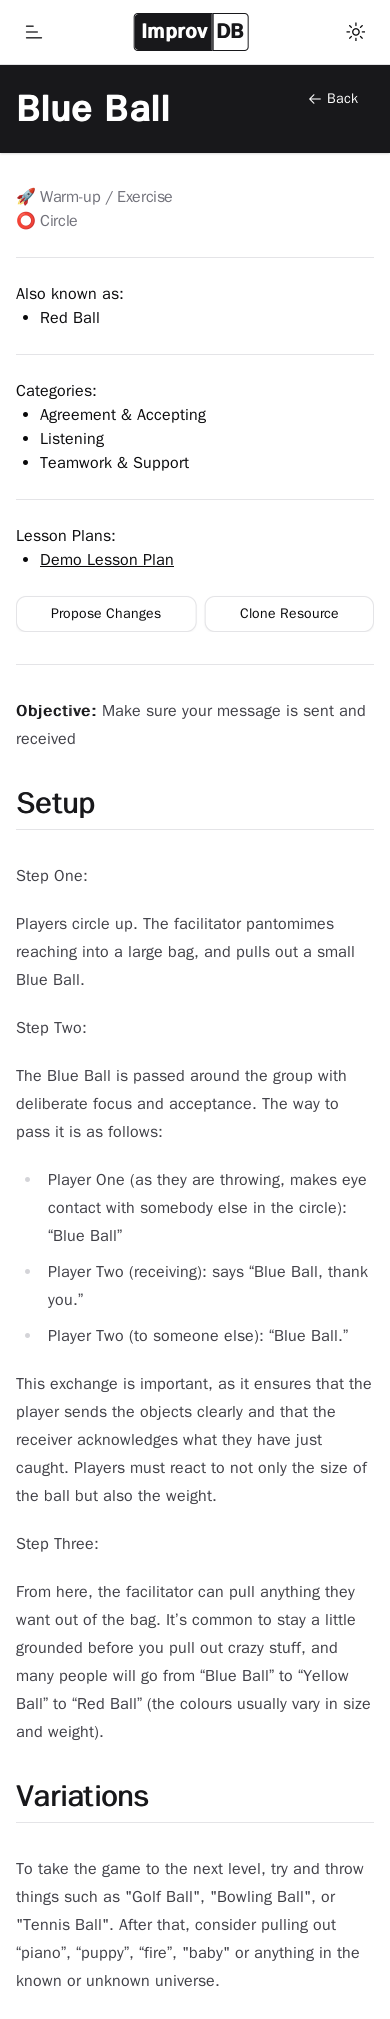 Improv DB
Blue Ball
← Back
🚀 Warm-up / Exercise
⭕ Circle
Also known as:
• Red Ball
Categories:
• Agreement & Accepting
• Listening
• Teamwork & Support
Lesson Plans:
• Demo Lesson Plan
Propose Changes
Clone Resource
Objective: Make sure your message is sent and
received
Setup
Step One:
Players circle up. The facilitator pantomimes
reaching into a large bag, and pulls out a small
Blue Ball.
Step Two:
The Blue Ball is passed around the group with
deliberate focus and acceptance. The way to
pass it is as follows:
• Player One (as they are throwing, makes eye
contact with somebody else in the circle):
“Blue Ball”
• Player Two (receiving): says “Blue Ball, thank
you.”
• Player Two (to someone else): “Blue Ball.”
This exchange is important, as it ensures that the
player sends the objects clearly and that the
receiver acknowledges what they have just
caught. Players must react to not only the size of
the ball but also the weight.
Step Three:
From here, the facilitator can pull anything they
want out of the bag. It’s common to stay a little
grounded before you pull out crazy stuff, and
many people will go from “Blue Ball” to “Yellow
Ball” to “Red Ball” (the colours usually vary in size
and weight).
Variations
To take the game to the next level, try and throw
things such as "Golf Ball", "Bowling Ball", or
"Tennis Ball". After that, consider pulling out
“piano”, “puppy”, “fire”, "baby" or anything in the
known or unknown universe.